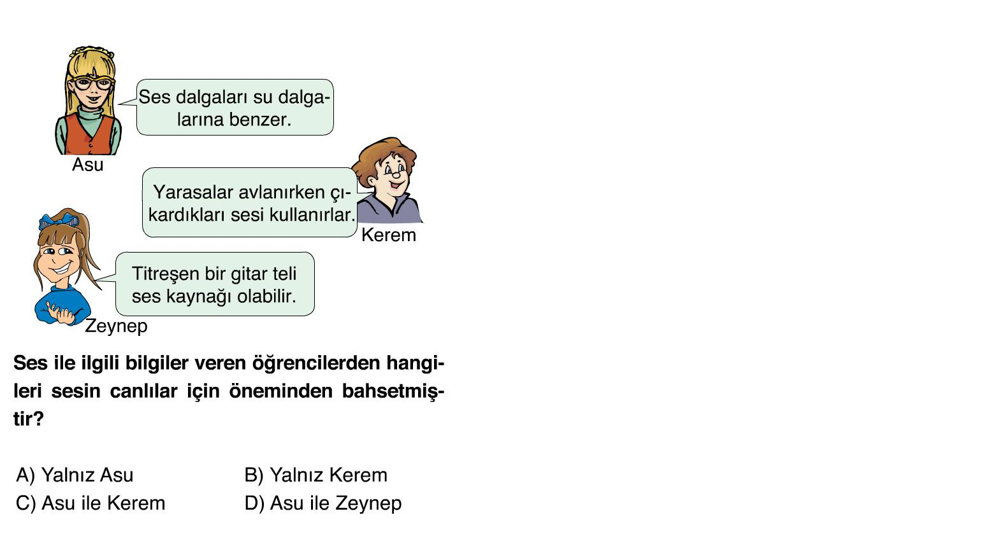 Ses dalgaları su dalga-
larına benzer.
Asu
Yarasalar avlanırken çı-
kardıkları sesi kullanırlar.
Kerem
Titreşen bir gitar teli
ses kaynağı olabilir.
Zeynep
Ses ile ilgili bilgiler veren öğrencilerden hangi-
leri sesin canlılar için öneminden bahsetmiş-
tir?
A) Yalnız Asu B) Yalnız Kerem
C) Asu ile Kerem D) Asu ile Zeynep